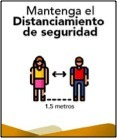 Mantenga el
Distanciamiento
de seguridad
1.5 metros